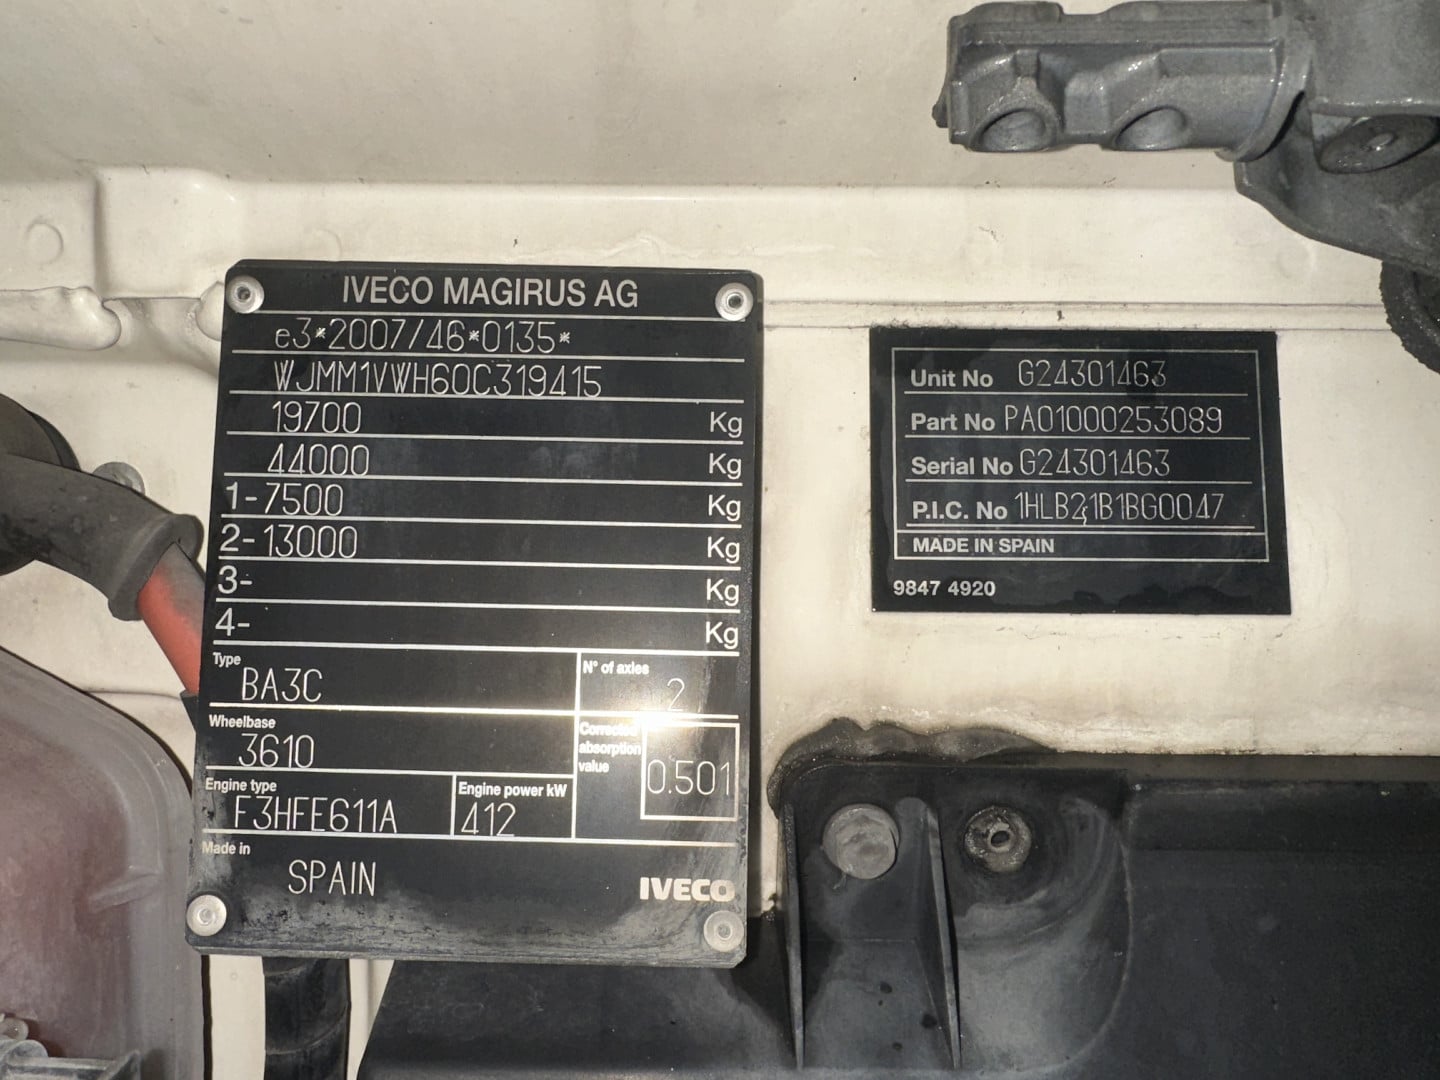 IVECO MAGIRUS AG
e3*2007/46*0135*
WJMM1VWH60C319415
19700 Kg
44000 Kg
1-7500 Kg
2-13000 Kg
3- Kg
4- Kg
Type
BA3C
N° of axles
2
Wheelbase
3610
Corrected
absorption
value
0.501
Engine type
F3HFE611A
Engine power kW
412
Made in
SPAIN
IVECO
Unit No G24301463
Part No PA01000253089
Serial No G24301463
P.I.C. No 1HLB21B1BG0047
MADE IN SPAIN
9847 4920